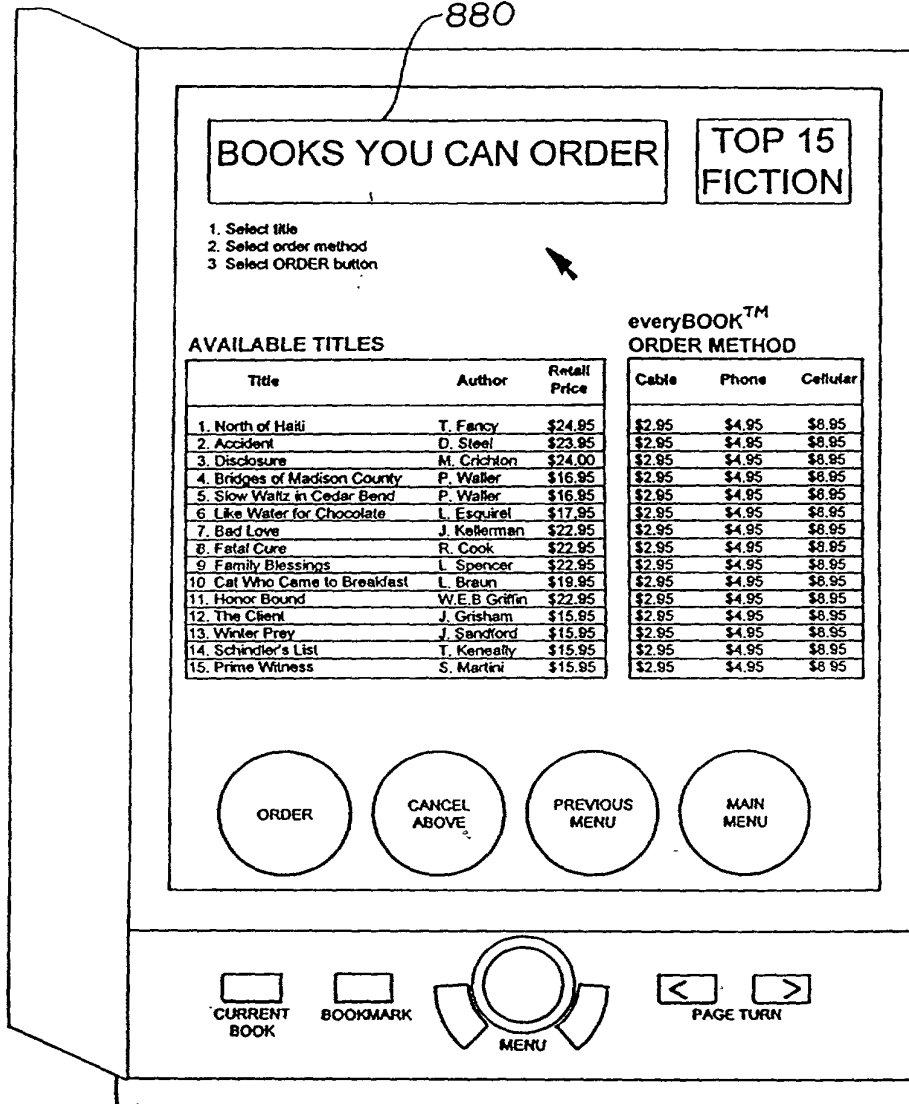 880
BOOKS YOU CAN ORDER
TOP 15
FICTION
1. Select title
2. Select order method
3 Select ORDER button
AVAILABLE TITLES
everyBOOK™
ORDER METHOD
Title Author Retail Price Cable Phone Cellular
1. North of Haiti T. Fancy $24.95 $2.95 $4.95 $8.95
2. Accident D. Steel $23.95 $2.95 $4.95 $8.95
3. Disclosure M. Crichton $24.00 $2.95 $4.95 $8.95
4. Bridges of Madison County P. Waller $16.95 $2.95 $4.95 $8.95
5. Slow Waltz in Cedar Bend P. Waller $16.95 $2.95 $4.95 $8.95
6. Like Water for Chocolate L. Esquirel $17.95 $2.95 $4.95 $8.95
7. Bad Love J. Kellerman $22.95 $2.95 $4.95 $8.95
8. Fatal Cure R. Cook $22.95 $2.95 $4.95 $8.95
9 Family Blessings L. Spencer $22.95 $2.95 $4.95 $8.95
10 Cat Who Came to Breakfast L. Braun $19.95 $2.95 $4.95 $8.95
11. Honor Bound W.E.B Griffin $22.95 $2.95 $4.95 $8.95
12. The Client J. Grisham $15.95 $2.95 $4.95 $8.95
13. Winter Prey J. Sandford $15.95 $2.95 $4.95 $8.95
14. Schindler's List T. Keneally $15.95 $2.95 $4.95 $8.95
15. Prime Witness S. Martini $15.95 $2.95 $4.95 $8 95
ORDER
CANCEL
ABOVE
PREVIOUS
MENU
MAIN
MENU
< >
CURRENT
BOOK
BOOKMARK
MENU
PAGE TURN